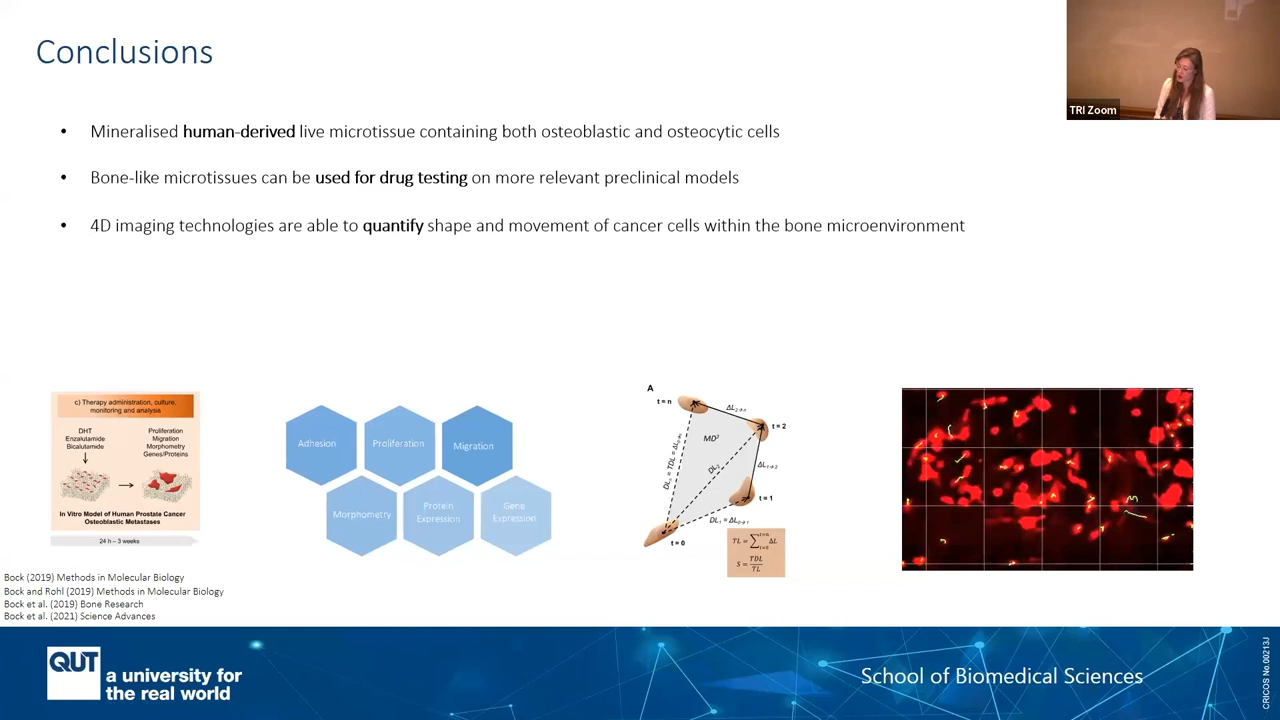 Conclusions
TRI Zoom
• Mineralised human-derived live microtissue containing both osteoblastic and osteocytic cells
• Bone-like microtissues can be used for drug testing on more relevant preclinical models
• 4D imaging technologies are able to quantify shape and movement of cancer cells within the bone microenvironment
c) Therapy administration, culture,
monitoring and analysis
DHT
Enzalutamide
Bicalutamide
Proliferation
Migration
Morphometry
Genes/Proteins
In Vitro Model of Human Prostate Cancer
Osteoblastic Metastases
24 h – 3 weeks
Adhesion
Proliferation
Migration
Morphometry
Protein
Expression
Gene
Expression
A
t = n
t = 2
MD²
t = 1
t = 0
Bock (2019) Methods in Molecular Biology
Bock and Rohl (2019) Methods in Molecular Biology
Bock et al. (2019) Bone Research
Bock et al. (2021) Science Advances
QUT
a university for
the real world
School of Biomedical Sciences
CRICOS No.00213J